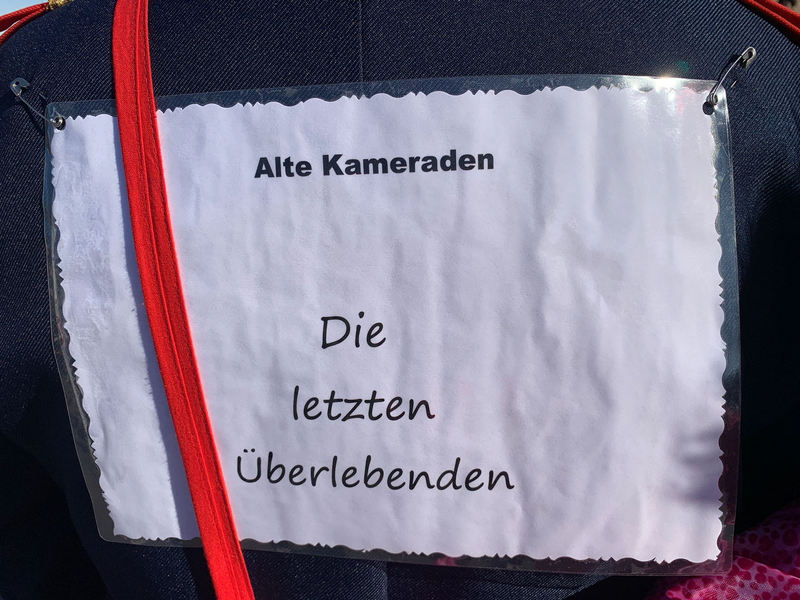 Alte Kameraden
Die
letzten
Überlebenden